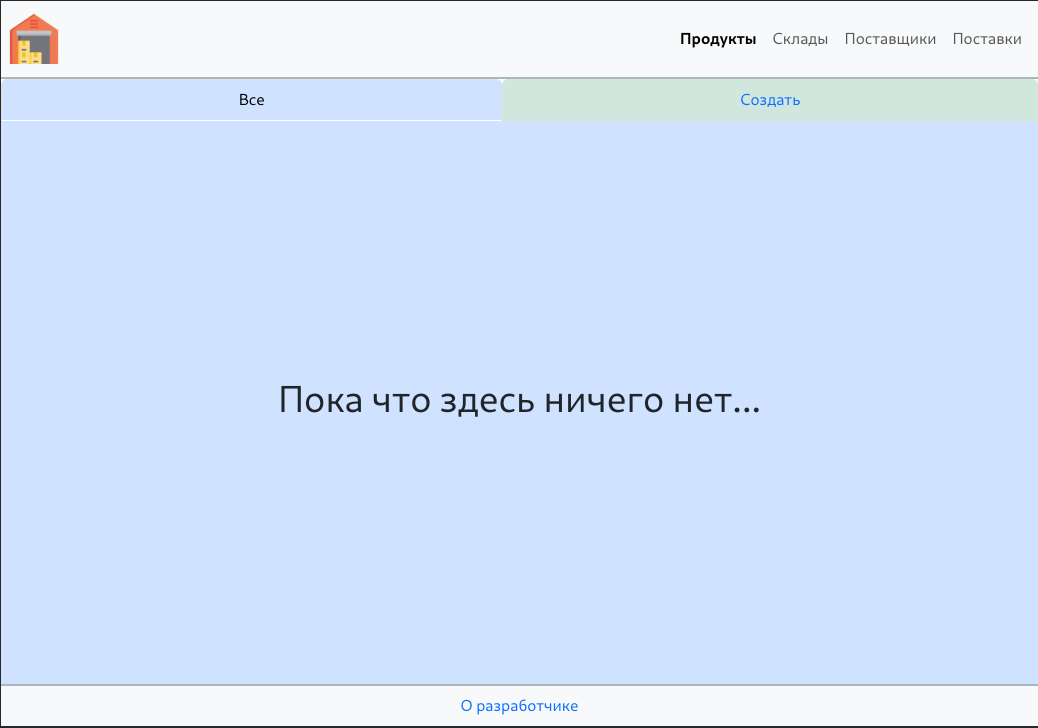 Продукты Склады Поставщики Поставки
Все Создать
Пока что здесь ничего нет...
О разработчике